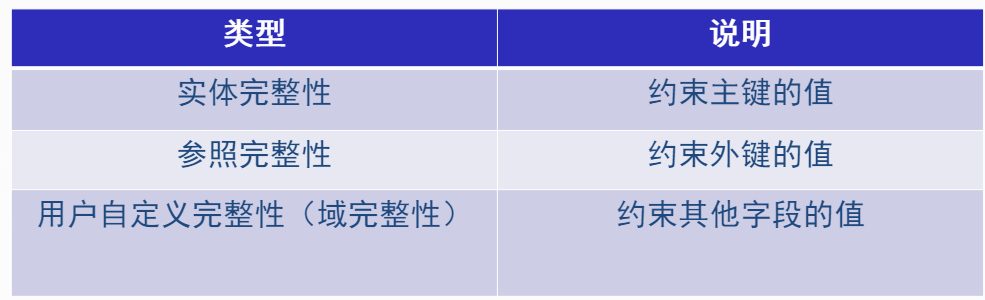 类型 说明
实体完整性 约束主键的值
参照完整性 约束外键的值
用户自定义完整性（域完整性） 约束其他字段的值